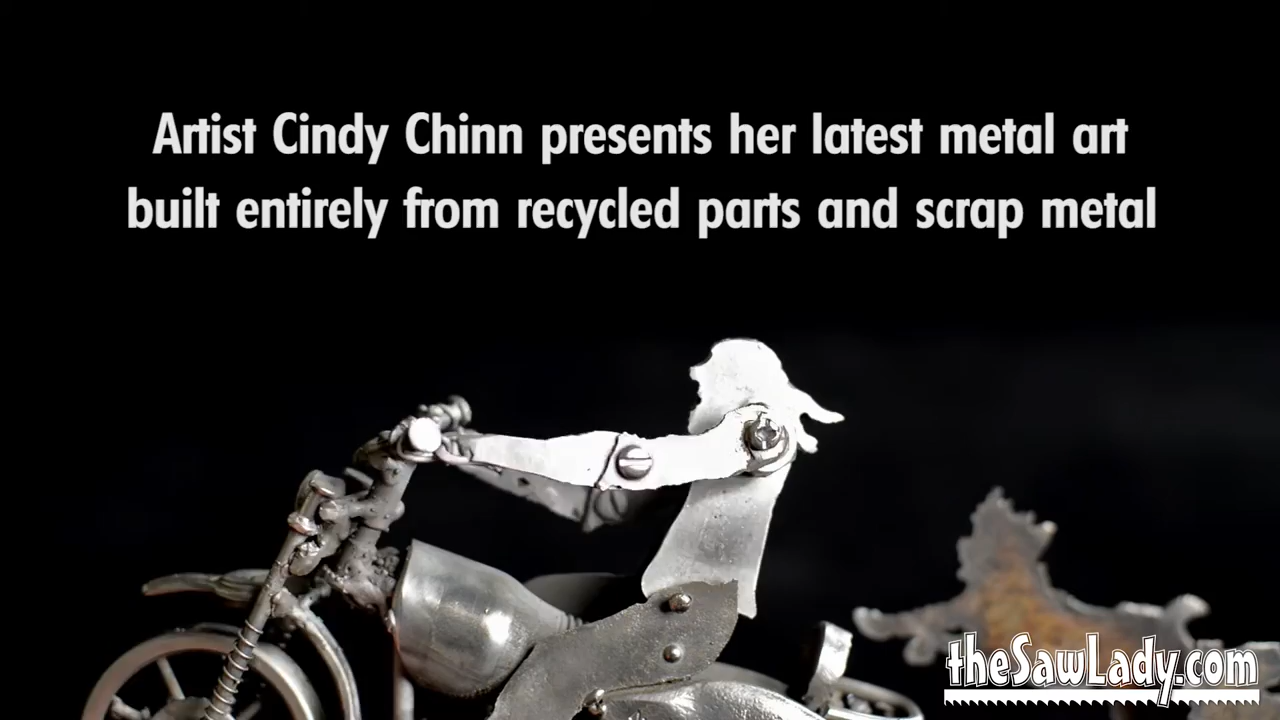 Artist Cindy Chinn presents her latest metal art
built entirely from recycled parts and scrap metal
theSawLady.com